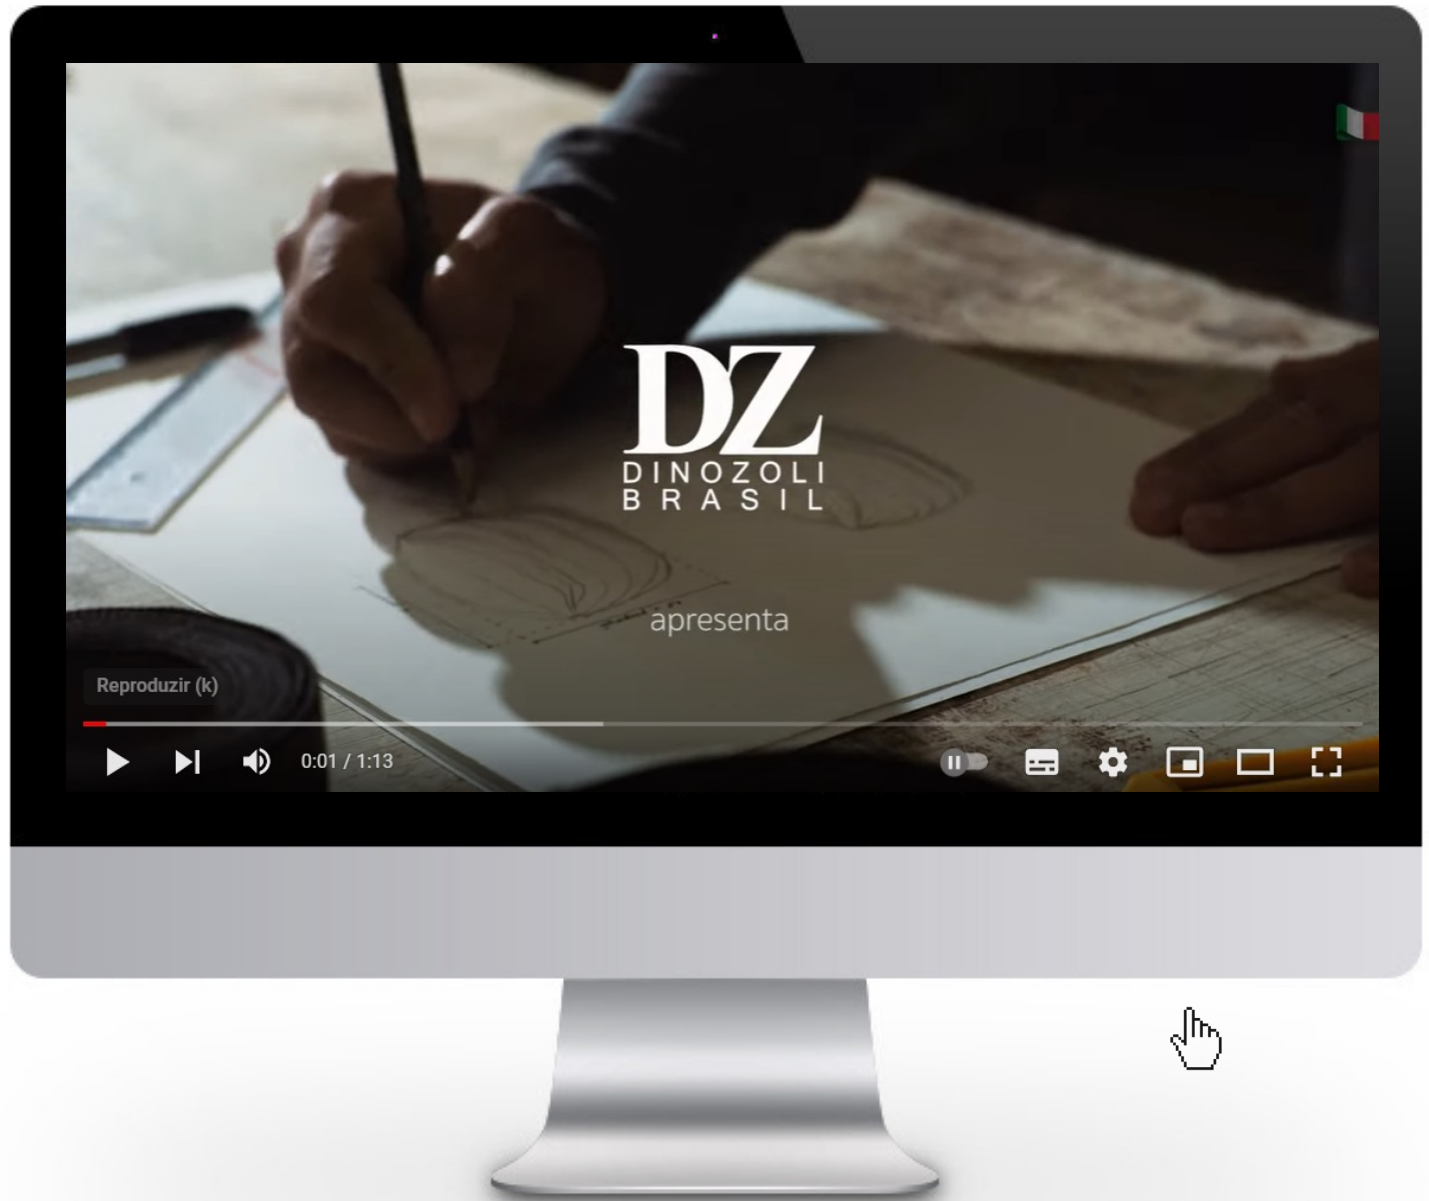 DZ
DINOZOLI
BRASIL
apresenta
Reproduzir (k)
0:01 / 1:13